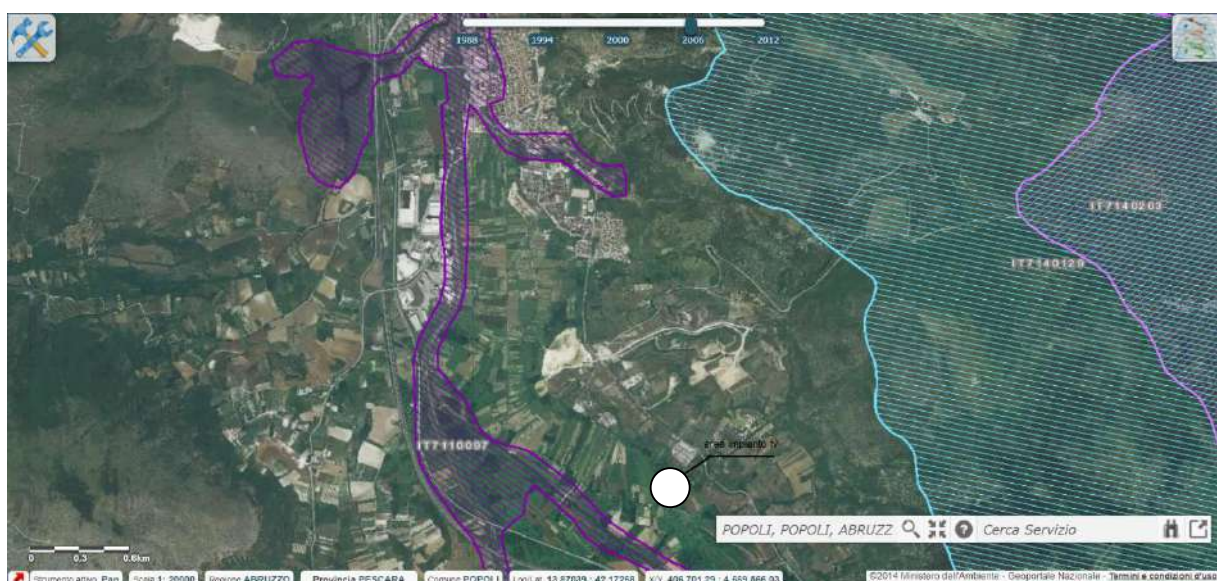 1988 1994 2000 2006 2012
IT7140203
IT7140129
IT7110097
area impianto fv
POPOLI, POPOLI, ABRUZZ
Cerca Servizio
0 0.3 0.6km
Strumento attivo: Pan
Scala 1: 20000
Regione ABRUZZO
Provincia PESCARA
Comune POPOLI
©2014 Ministero dell'Ambiente - Geoportale Nazionale - Termini e condizioni d'uso